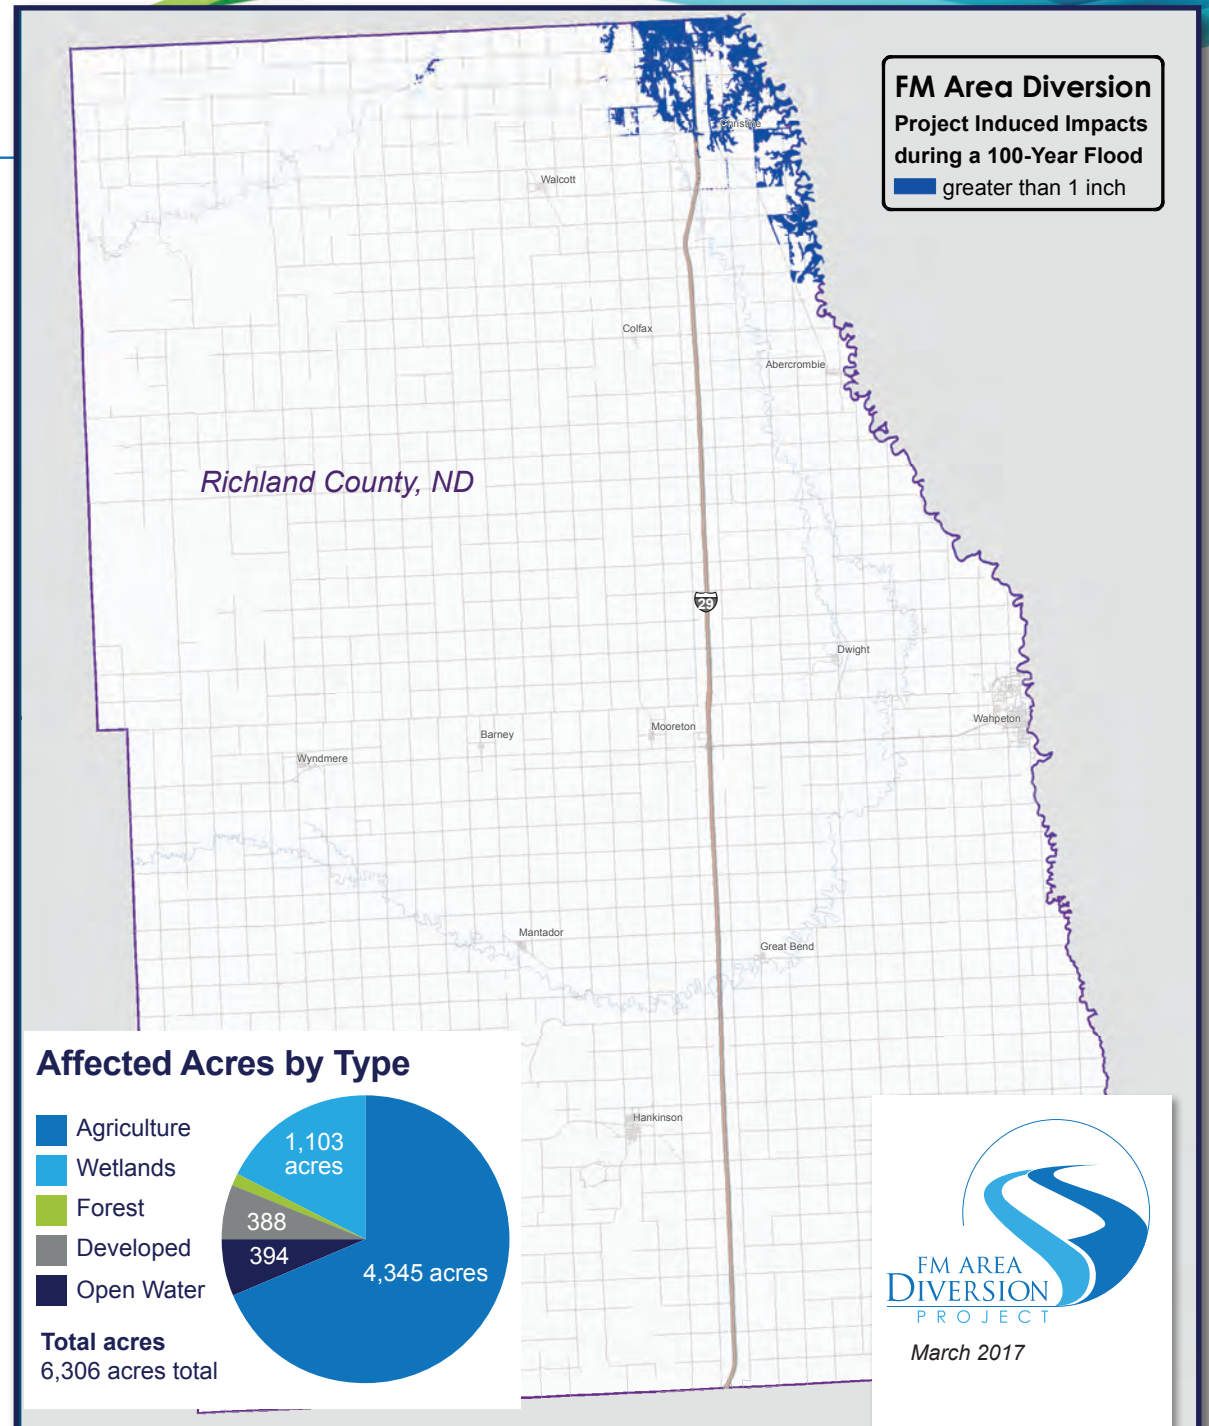 FM Area Diversion
Project Induced Impacts
during a 100-Year Flood
greater than 1 inch
Christine
Walcott
Colfax
Abercrombie
Richland County, ND
29
Dwight
Wahpeton
Mooreton
Barney
Wyndmere
Mantador
Great Bend
Hankinson
Affected Acres by Type
Agriculture
Wetlands
Forest
Developed
Open Water
1,103
acres
388
394
4,345 acres
Total acres
6,306 acres total
FM AREA
DIVERSION
PROJECT
March 2017